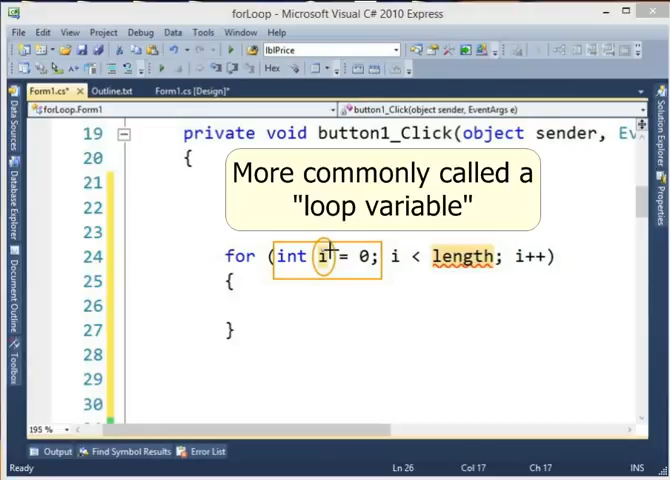 forLoop - Microsoft Visual C# 2010 Express
File Edit View Project Debug Data Tools Window Help
lblPrice
Hex
Form1.cs* Outline.txt Form1.cs [Design]*
forLoop.Form1 button1_Click(object sender, EventArgs e)
Data Sources
Database Explorer
Document Outline
Toolbox
Solution Explorer
Properties
19 private void button1_Click(object sender, Ev
20 {
More commonly called a
"loop variable"
21
22
23
24 for (int i = 0; i < length; i++)
25 {
26
27 }
28
29
30
195 %
Output Find Symbol Results Error List
Ready Ln 26 Col 17 Ch 17